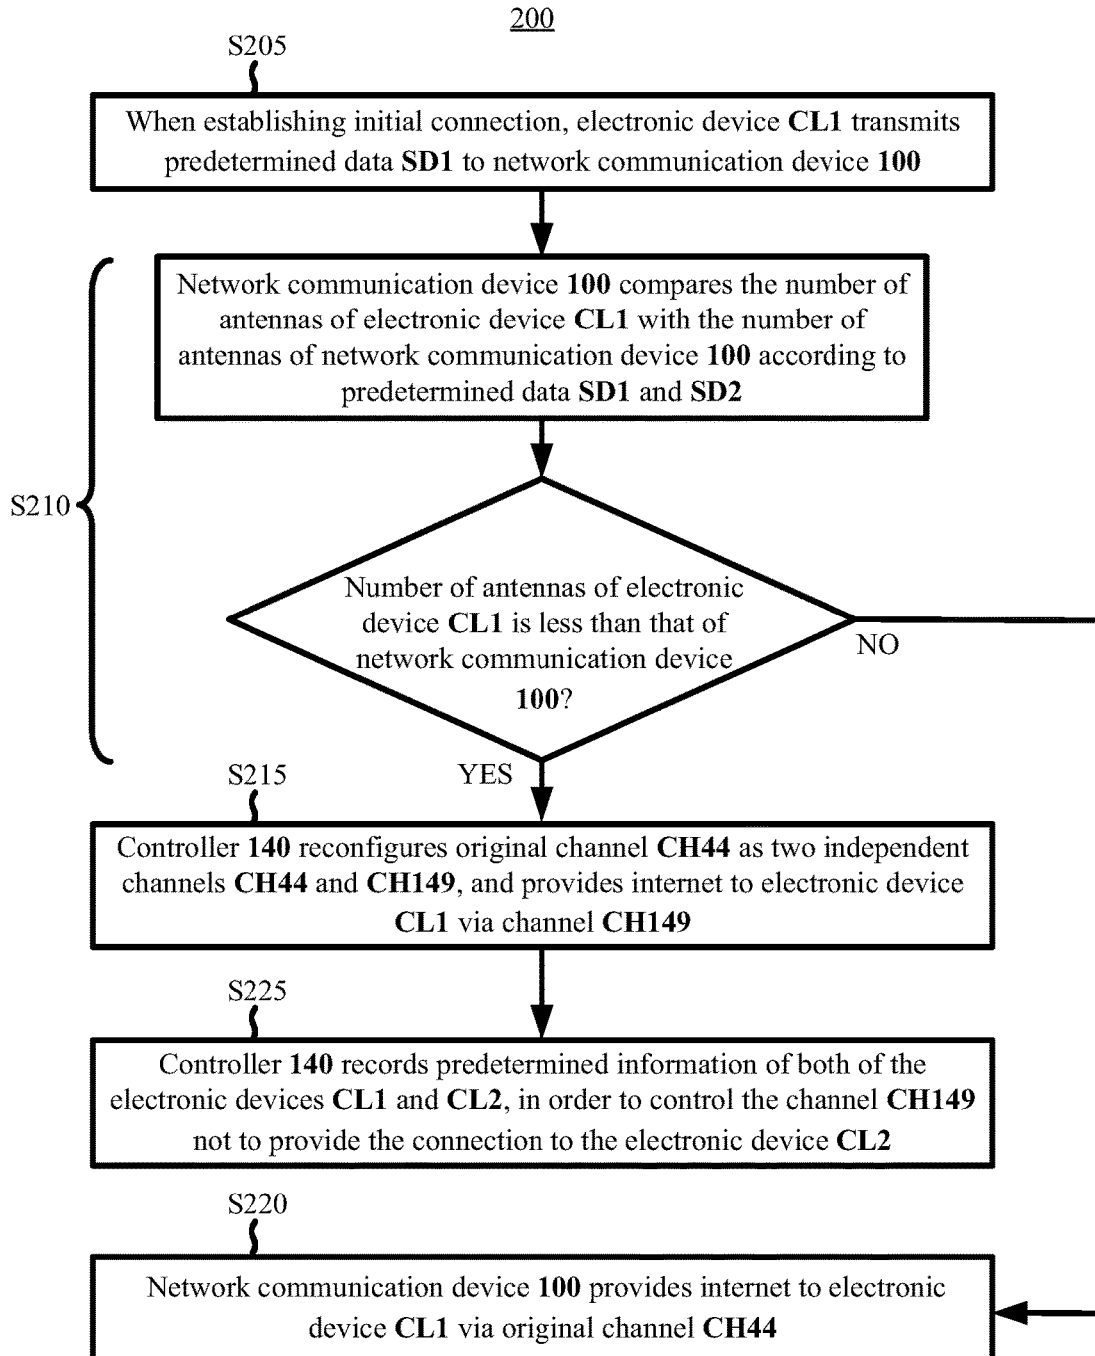 200
S205
When establishing initial connection, electronic device CL1 transmits
predetermined data SD1 to network communication device 100
Network communication device 100 compares the number of
antennas of electronic device CL1 with the number of
antennas of network communication device 100 according to
predetermined data SD1 and SD2
S210
Number of antennas of electronic
device CL1 is less than that of
network communication device
100?
NO
YES
S215
Controller 140 reconfigures original channel CH44 as two independent
channels CH44 and CH149, and provides internet to electronic device
CL1 via channel CH149
S225
Controller 140 records predetermined information of both of the
electronic devices CL1 and CL2, in order to control the channel CH149
not to provide the connection to the electronic device CL2
S220
Network communication device 100 provides internet to electronic
device CL1 via original channel CH44